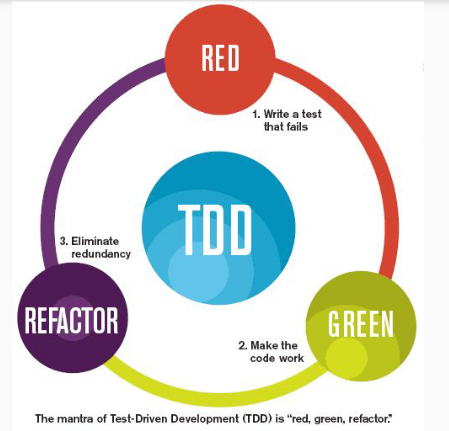 RED
1. Write a test
that fails
TDD
3. Eliminate
redundancy
REFACTOR
GREEN
2. Make the
code work
The mantra of Test-Driven Development (TDD) is “red, green, refactor.”